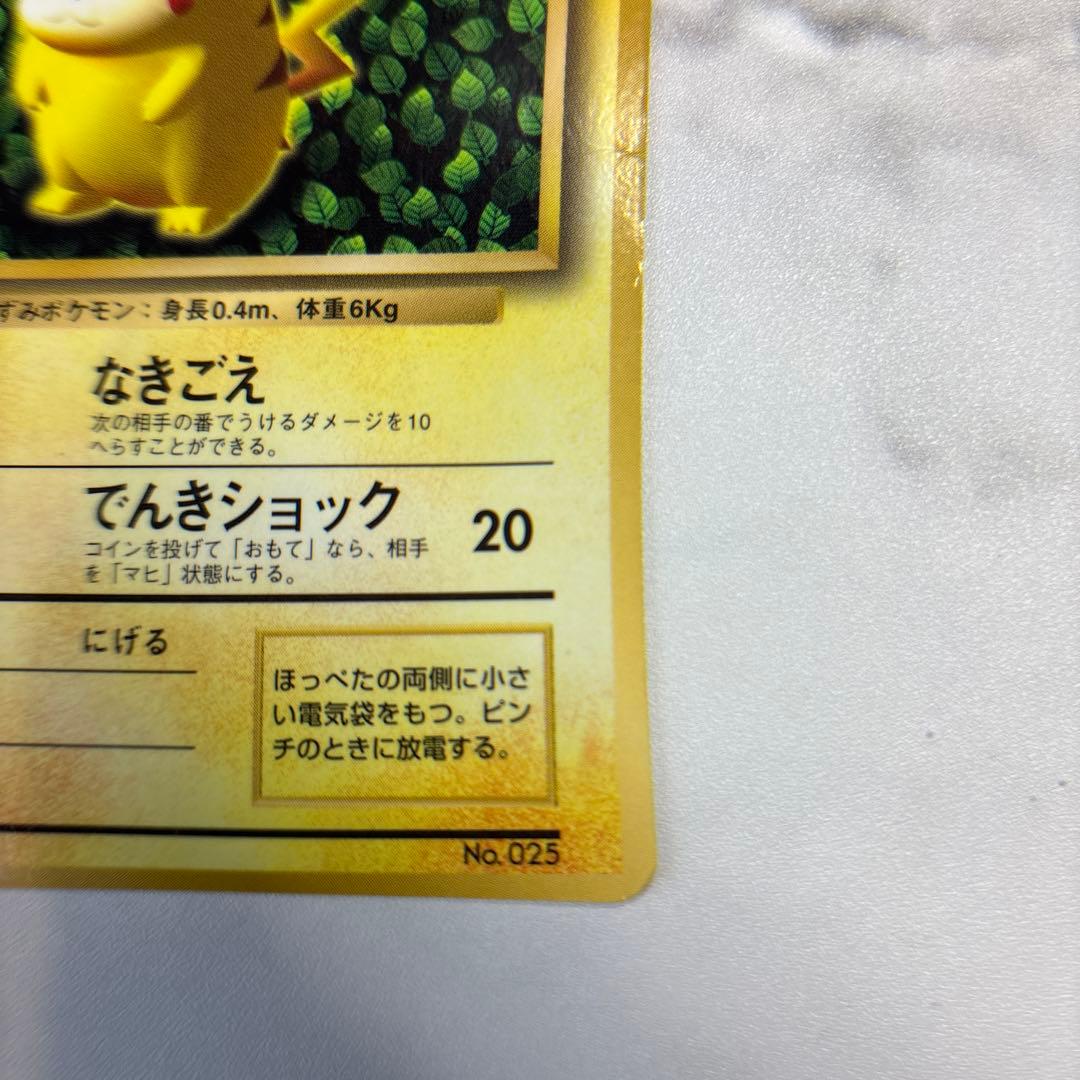 ずみポケモン：身長0.4m、体重6Kg
なきごえ
次の相手の番でうけるダメージを10
へらすことができる。
でんきショック 20
コインを投げて「おもて」なら、相手
を「マヒ」状態にする。
にげる
ほっぺたの両側に小さ
い電気袋をもつ。ピン
チのときに放電する。
No. 025